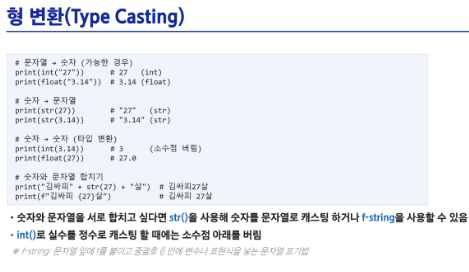 형 변환(Type Casting)
# 문자열 → 숫자 (가능한 경우)
print(int("27")) # 27 (int)
print(float("3.14")) # 3.14 (float)
# 숫자 → 문자열
print(str(27)) # "27" (str)
print(str(3.14)) # "3.14" (str)
# 숫자 → 숫자 (타입 변환)
print(int(3.14)) # 3 (소수점 버림)
print(float(27)) # 27.0
# 숫자와 문자열 합치기
print("김싸피" + str(27) + "살") # 김싸피27살
print(f"김싸피 {27}살") # 김싸피 27살
• 숫자와 문자열을 서로 합치고 싶다면 str()을 사용해 숫자를 문자열로 캐스팅 하거나 f-string을 사용할 수 있음
• int()로 실수를 정수로 캐스팅 할 때에는 소수점 아래를 버림
※ f-string: 문자열 앞에 f를 붙이고 중괄호 {} 안에 변수나 표현식을 넣는 문자열 표기법